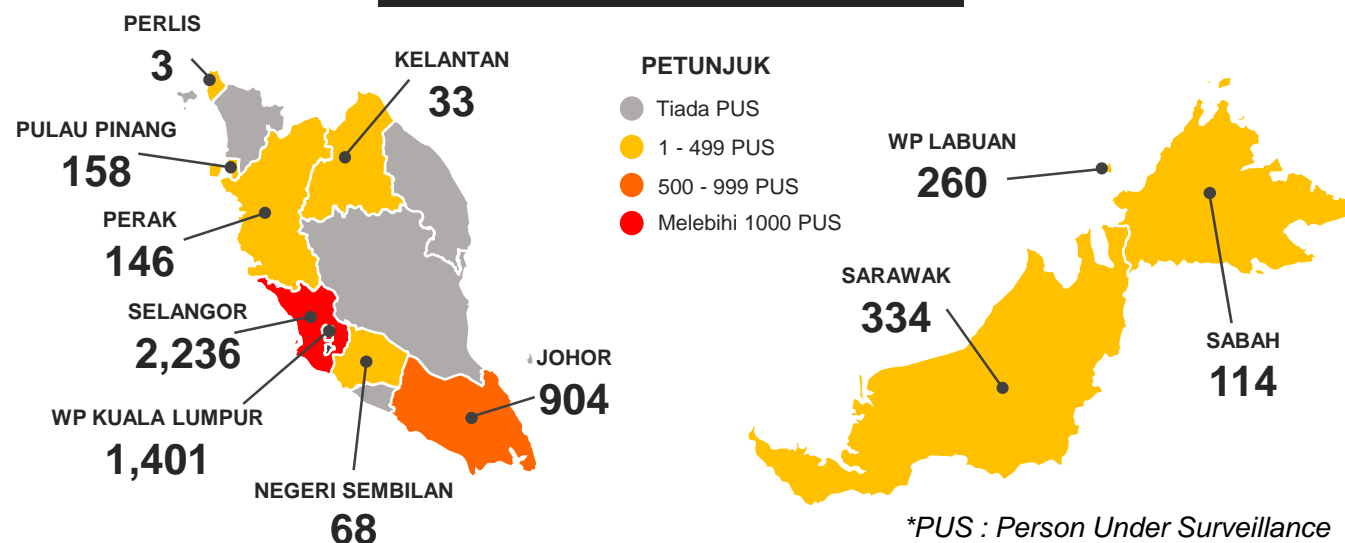 PERLIS
3
KELANTAN
33
PULAU PINANG
158
PERAK
146
SELANGOR
2,236
WP KUALA LUMPUR
1,401
NEGERI SEMBILAN
68
JOHOR
904
PETUNJUK
Tiada PUS
1 - 499 PUS
500 - 999 PUS
Melebihi 1000 PUS
WP LABUAN
260
SARAWAK
334
SABAH
114
*PUS : Person Under Surveillance